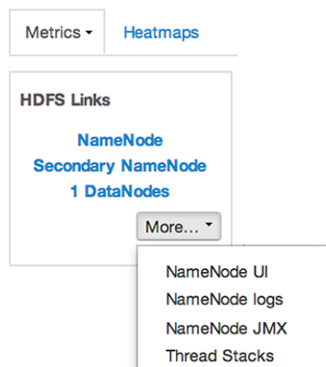 Metrics Heatmaps
HDFS Links
NameNode
Secondary NameNode
1 DataNodes
More...
NameNode UI
NameNode logs
NameNode JMX
Thread Stacks